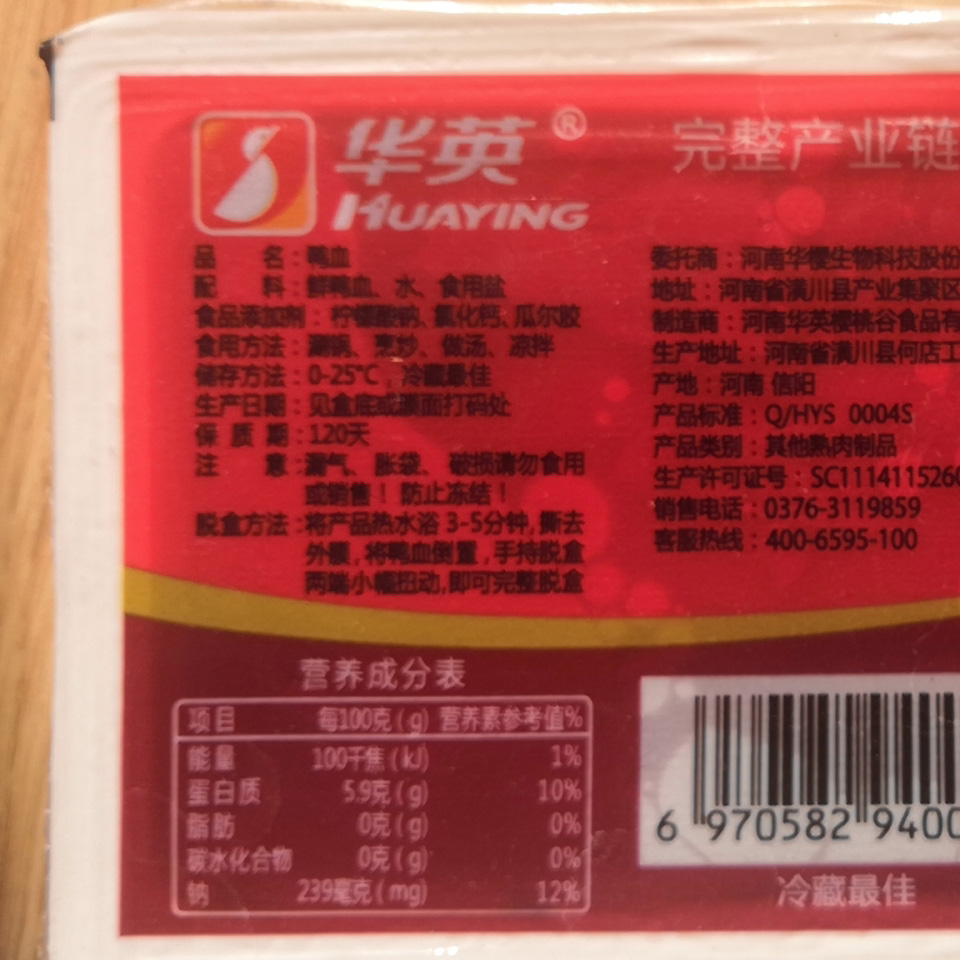 华英®
HUAYING
完整产业链
品 名：鸭血
配 料：鲜鸭血、水、食用盐
食品添加剂：柠檬酸钠、氯化钙、瓜尔胶
食用方法：涮锅、烹炒、做汤、凉拌
储存方法：0-25℃，冷藏最佳
生产日期：见盒底或膜面打码处
保 质 期：120天
注 意：漏气、胀袋、破损请勿食用
或销售！防止冻结！
脱盒方法：将产品热水浴 3-5分钟,撕去
外膜,将鸭血倒置,手持脱盒
两端小幅扭动,即可完整脱盒
委托商：河南华樱生物科技股份
地址：河南省潢川县产业集聚区
制造商：河南华英樱桃谷食品有
生产地址：河南省潢川县何店工
产地：河南 信阳
产品标准：Q/HYS 0004S
产品类别：其他熟肉制品
生产许可证号：SC1114115260
销售电话：0376-3119859
客服热线：400-6595-100
营养成分表
项目 每100克(g) 营养素参考值%
能量 100千焦(kJ) 1%
蛋白质 5.9克(g) 10%
脂肪 0克(g) 0%
碳水化合物 0克(g) 0%
钠 239毫克(mg) 12%
6 970582 9400
冷藏最佳